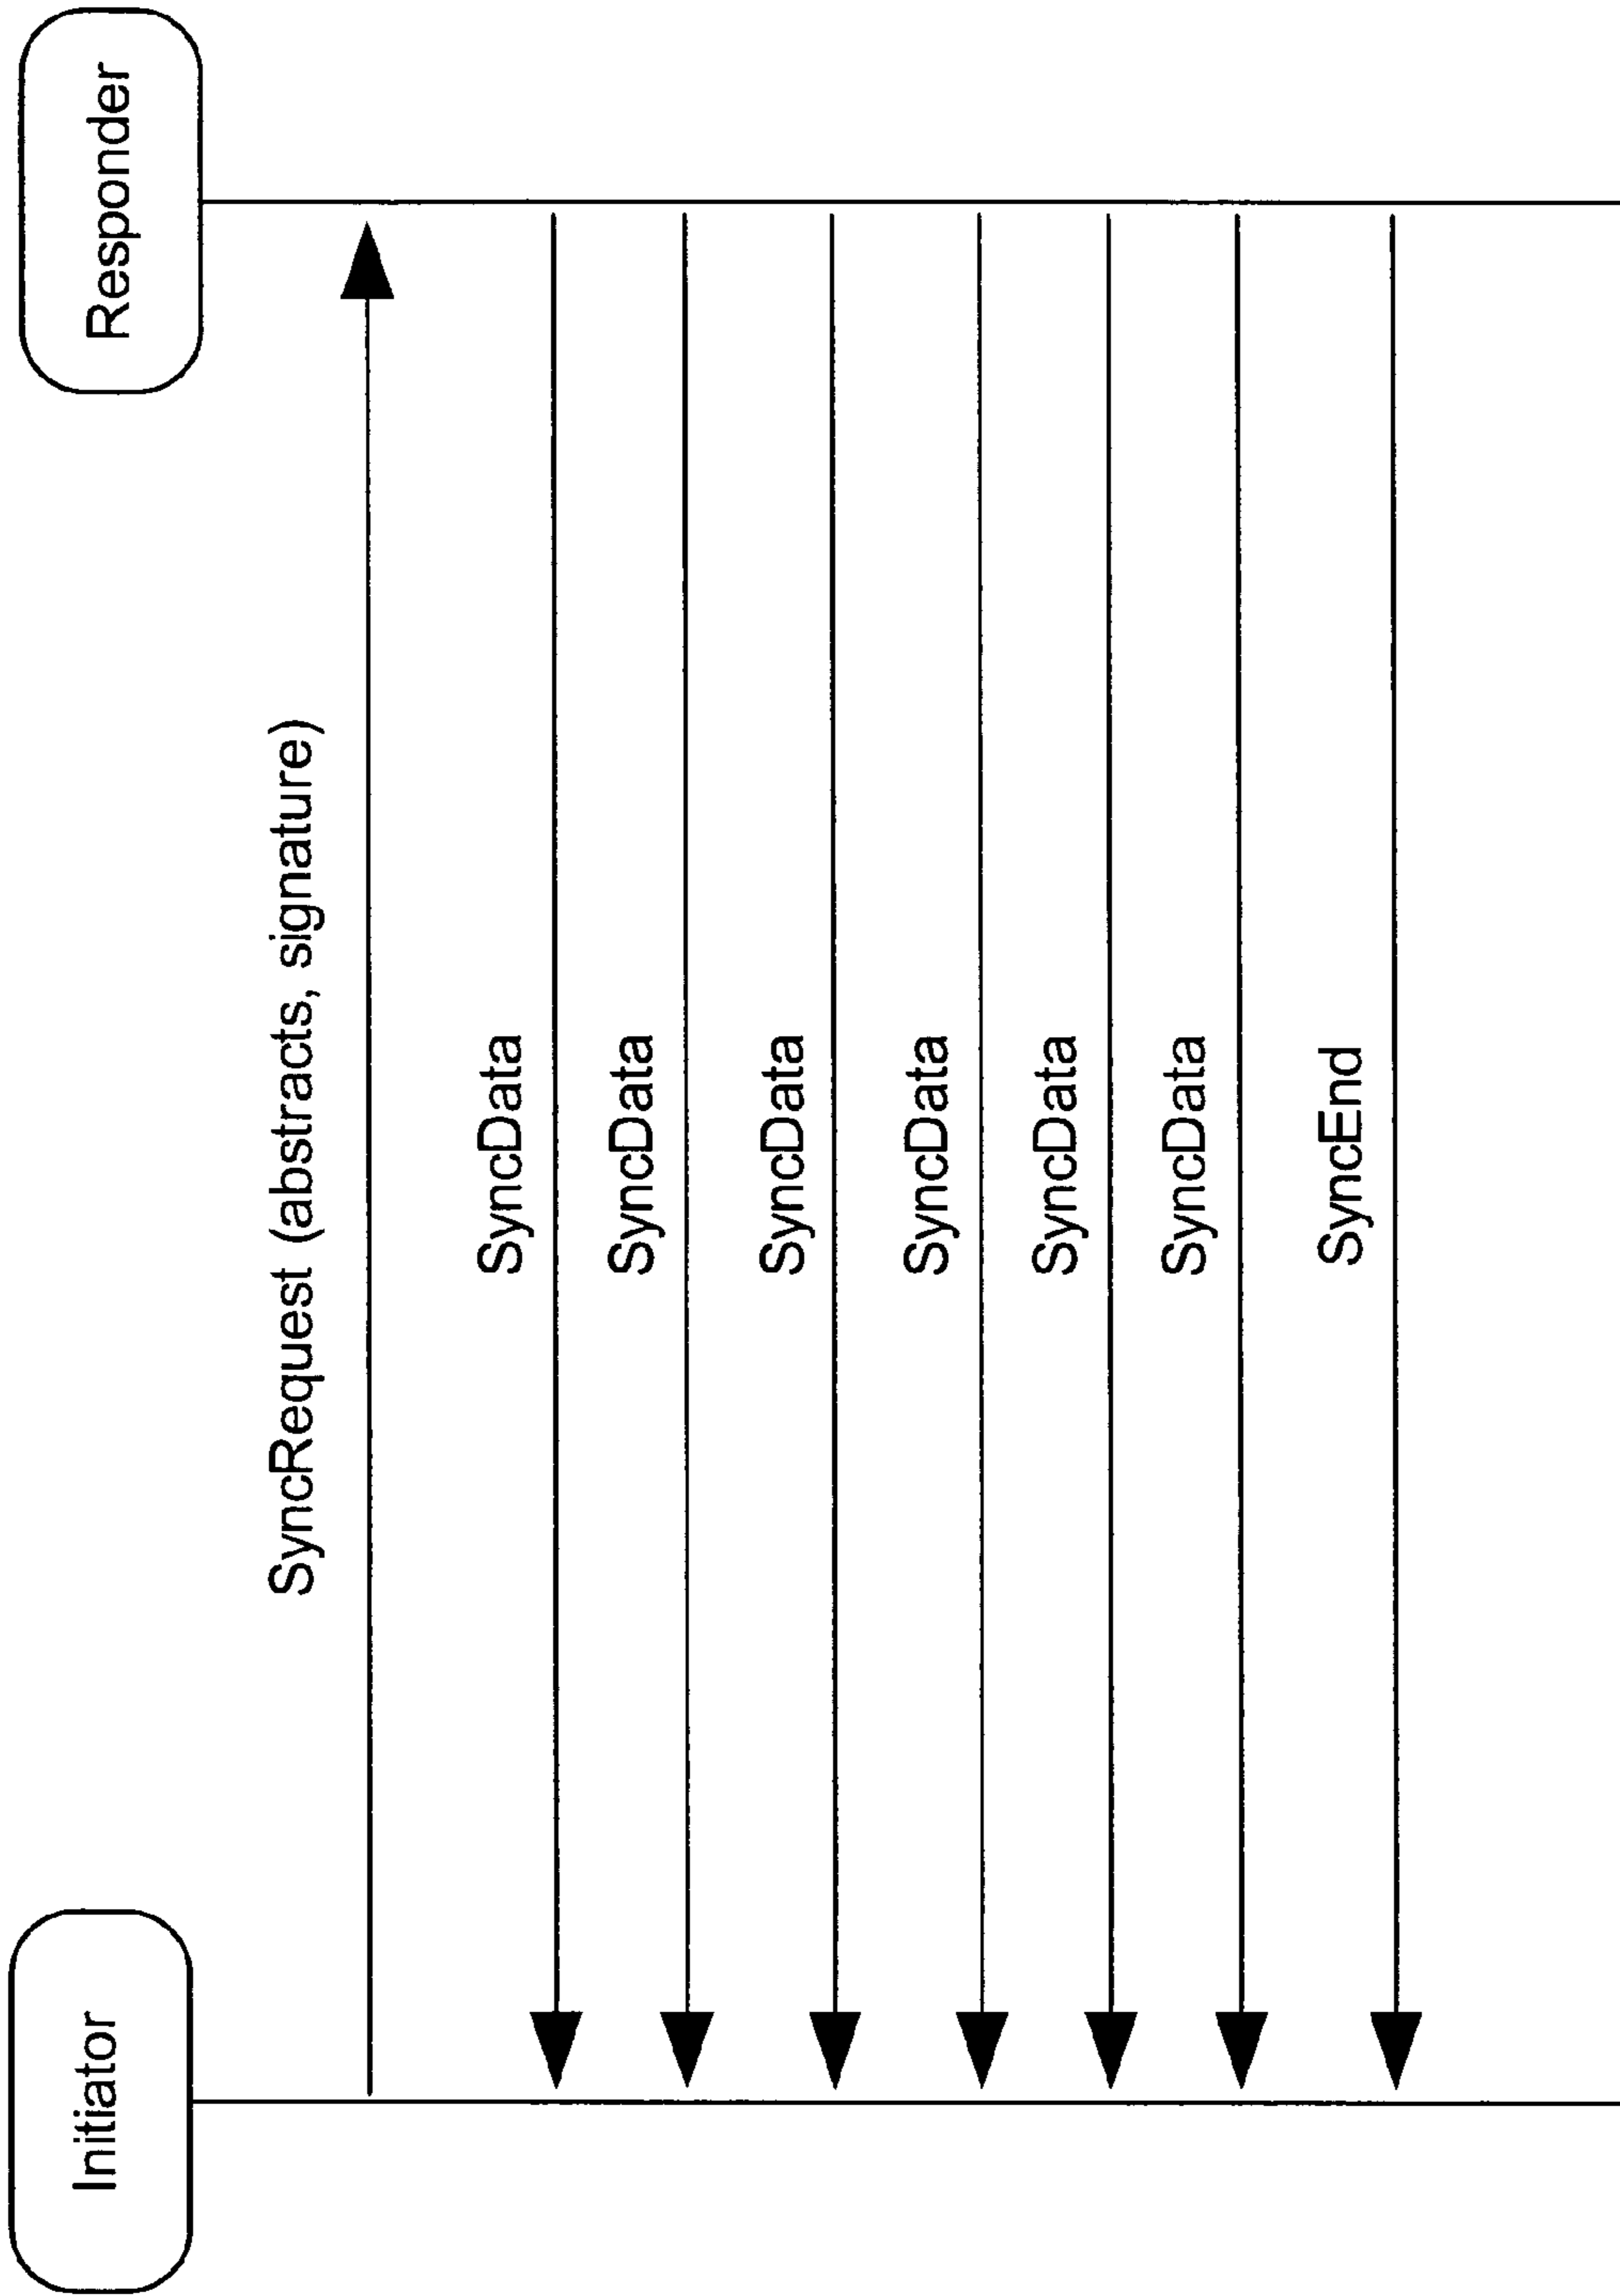 Initiator
Responder
SyncRequest (abstracts, signature)
SyncData
SyncData
SyncData
SyncData
SyncData
SyncData
SyncEnd